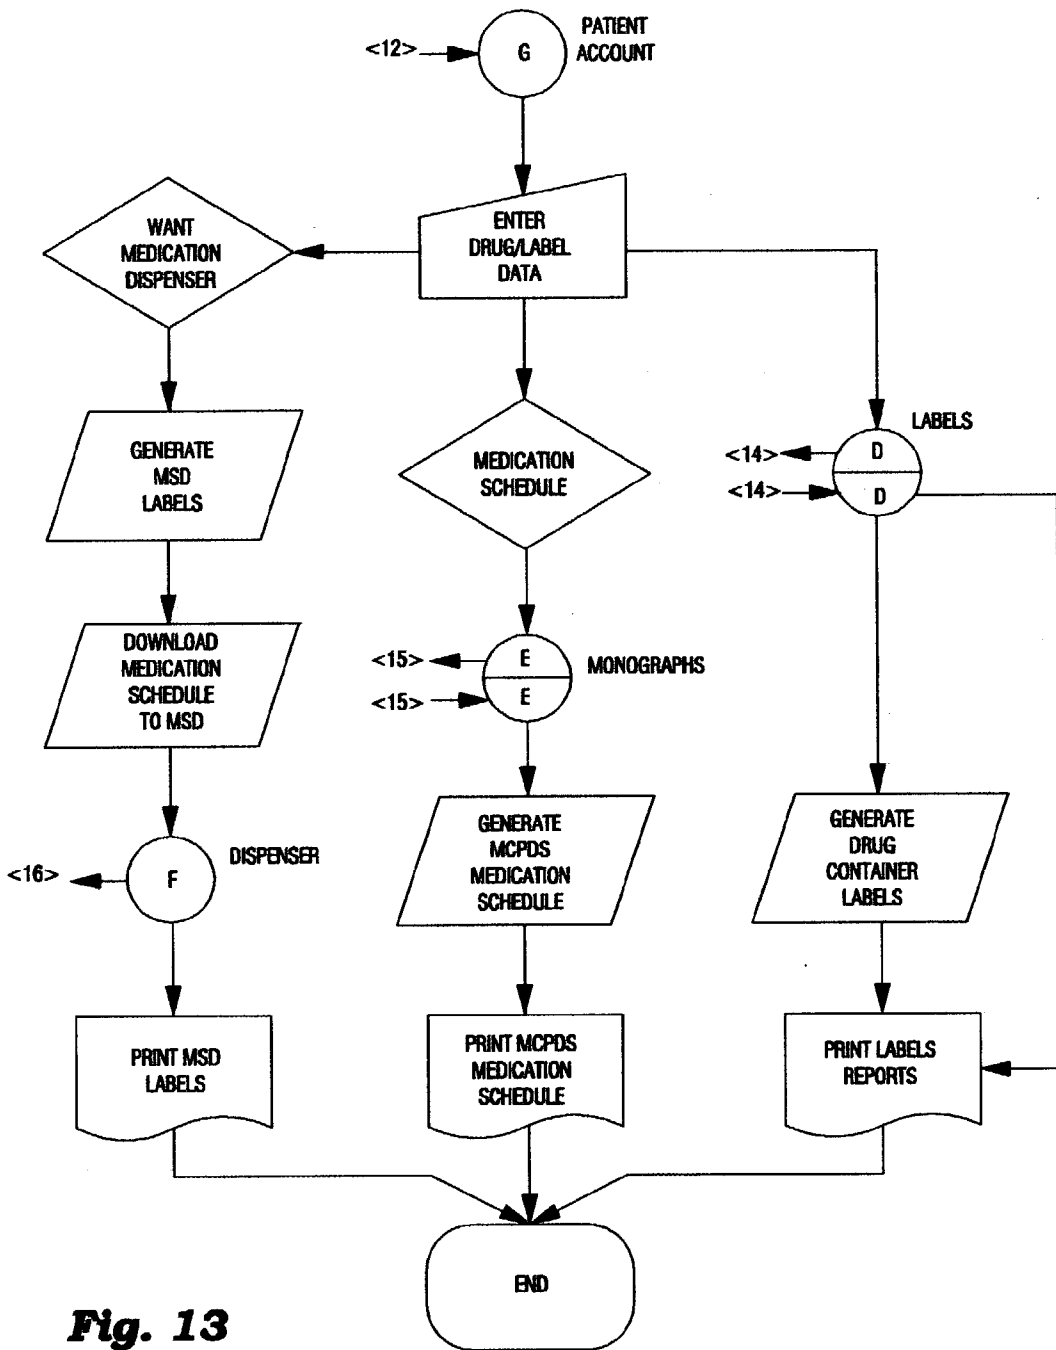 <12>
G
PATIENT
ACCOUNT
ENTER
DRUG/LABEL
DATA
WANT
MEDICATION
DISPENSER
GENERATE
MSD
LABELS
DOWNLOAD
MEDICATION
SCHEDULE
TO MSD
<16>
F
DISPENSER
PRINT MSD
LABELS
MEDICATION
SCHEDULE
<15>
E
MONOGRAPHS
<15>
E
GENERATE
MCPDS
MEDICATION
SCHEDULE
PRINT MCPDS
MEDICATION
SCHEDULE
LABELS
<14>
D
<14>
D
GENERATE
DRUG
CONTAINER
LABELS
PRINT LABELS
REPORTS
END
Fig. 13